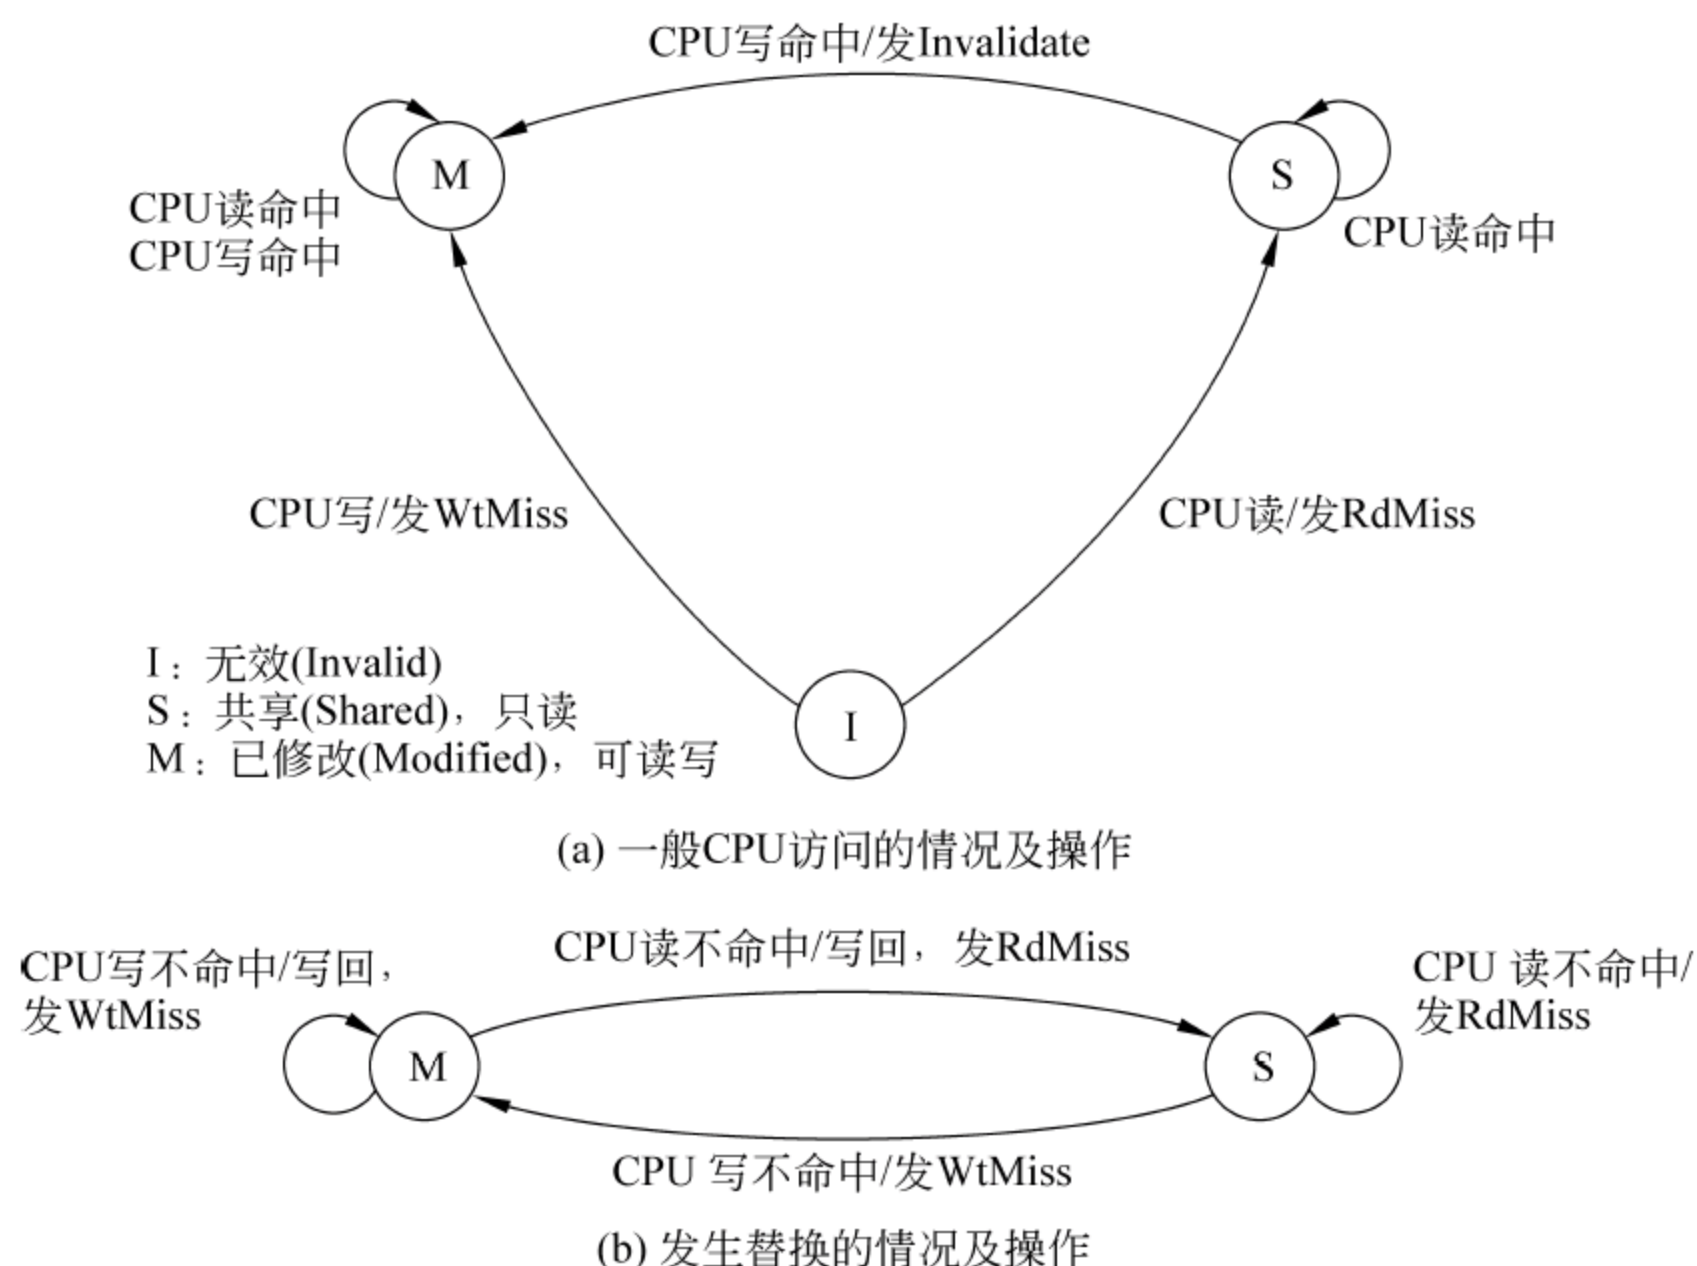 CPU写命中/发Invalidate
M
S
CPU读命中
CPU写命中
CPU读命中
CPU写/发WtMiss
CPU读/发RdMiss
I：无效(Invalid)
S：共享(Shared)，只读
M：已修改(Modified)，可读写
I
(a) 一般CPU访问的情况及操作
CPU写不命中/写回，
发WtMiss
CPU读不命中/写回，发RdMiss
CPU 读不命中/
发RdMiss
M
S
CPU 写不命中/发WtMiss
(b) 发生替换的情况及操作